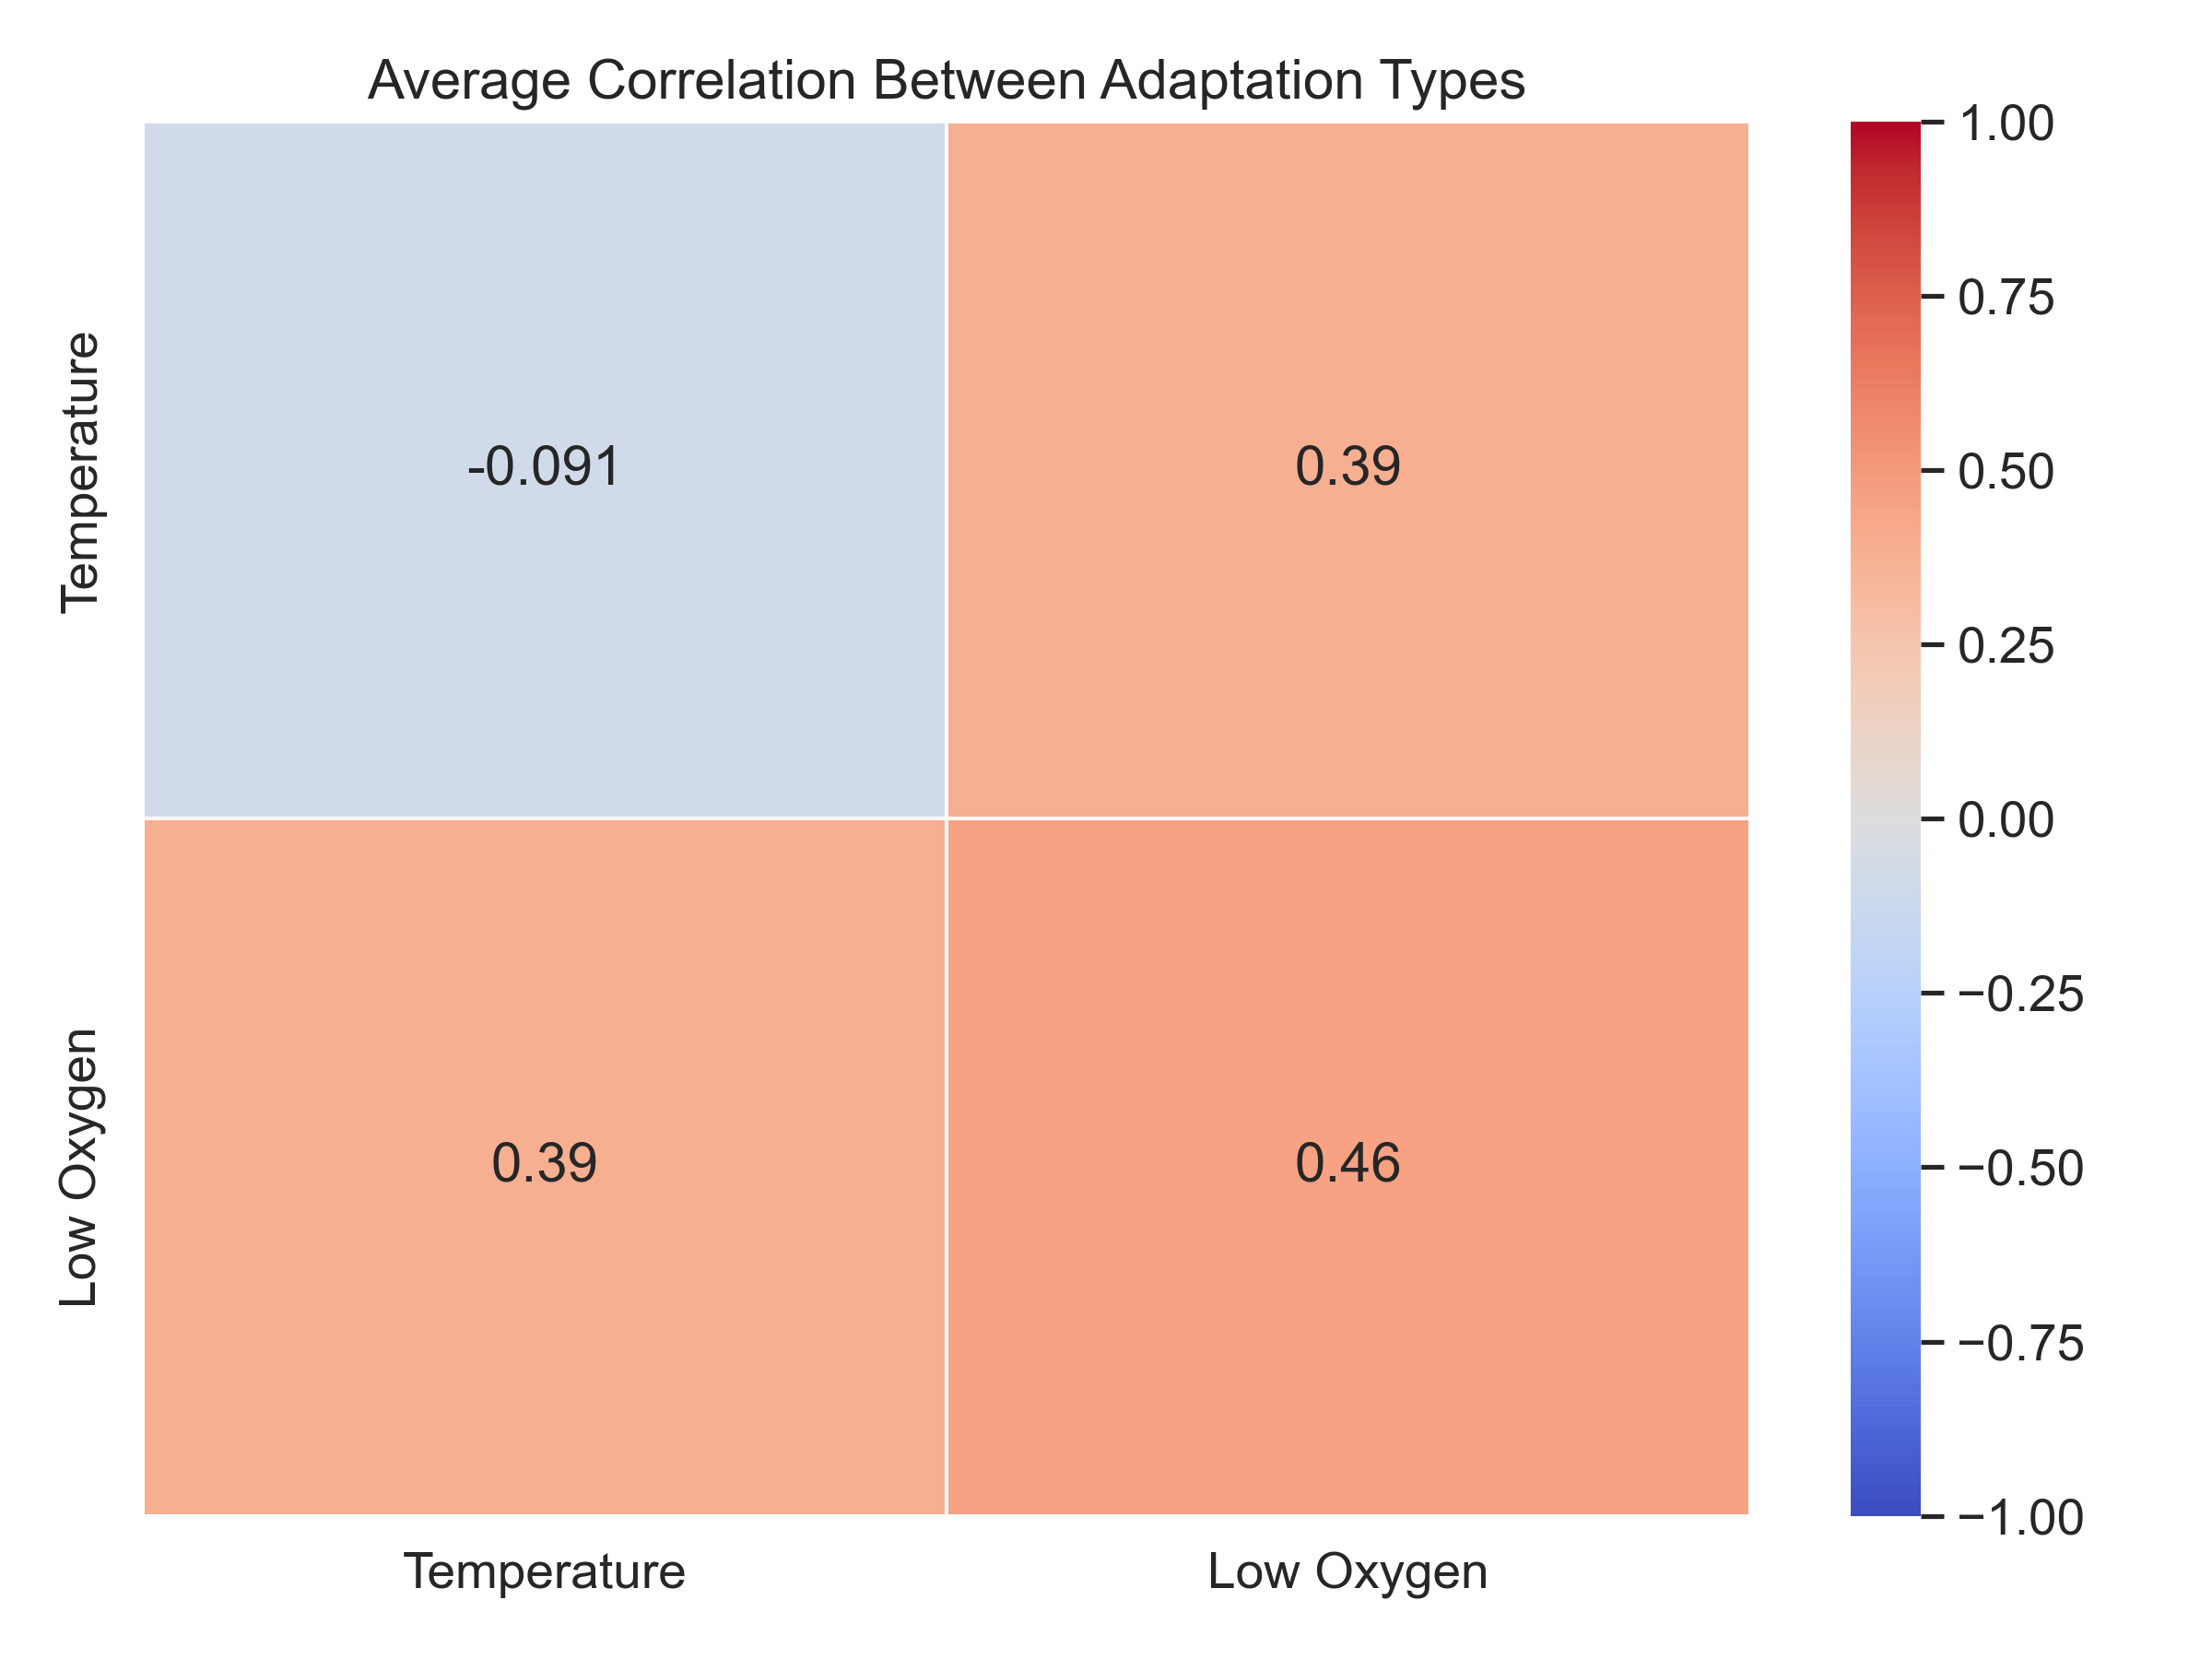 Average Correlation Between Adaptation Types
Temperature
-0.091
0.39
Low Oxygen
0.39
0.46
Temperature
Low Oxygen
1.00
0.75
0.50
0.25
0.00
−0.25
−0.50
−0.75
−1.00